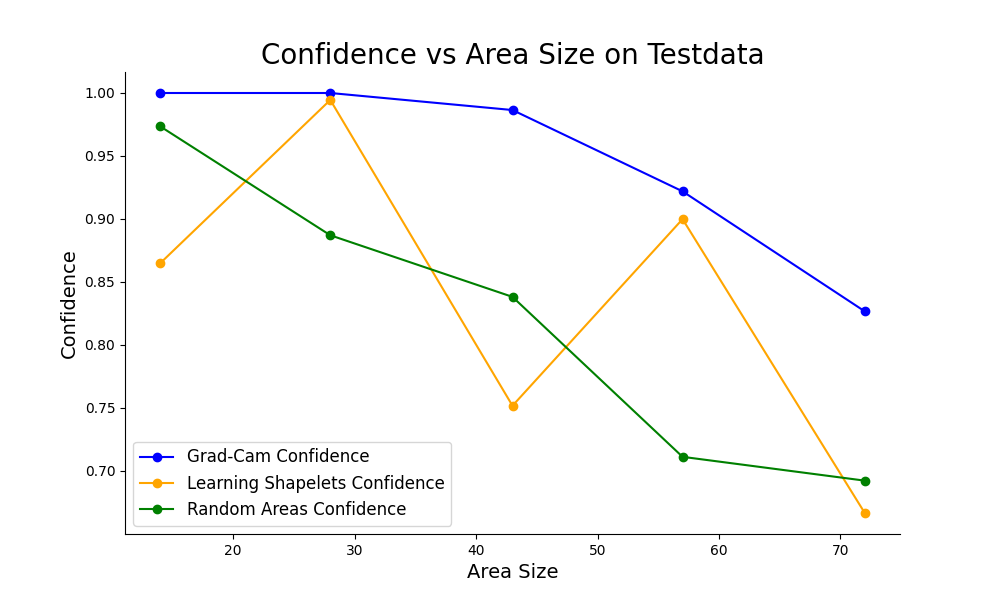 Confidence vs Area Size on Testdata
1.00
0.95
0.90
0.85
0.80
0.75
0.70
Confidence
Grad-Cam Confidence
Learning Shapelets Confidence
Random Areas Confidence
20 30 40 50 60 70
Area Size